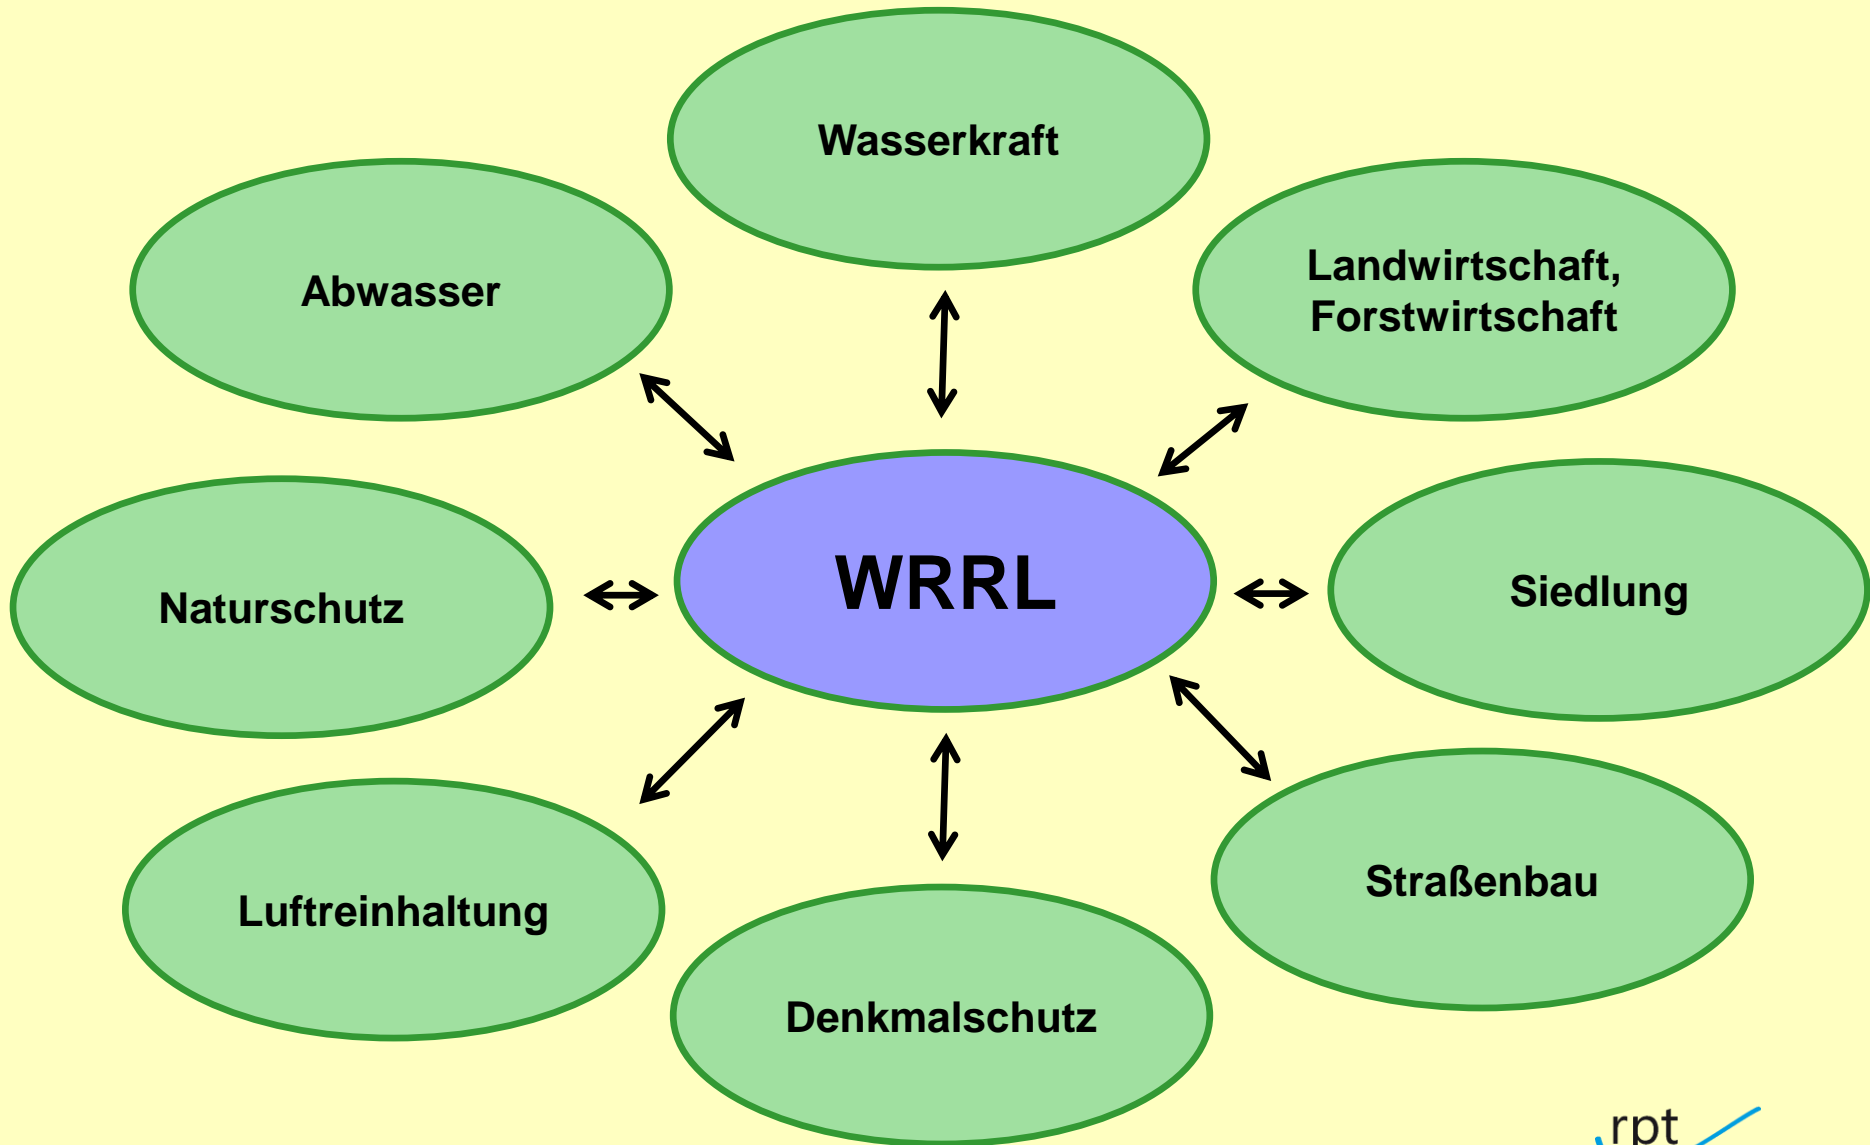 Wasserkraft
Abwasser
Landwirtschaft,
Forstwirtschaft
WRRL
Naturschutz
Siedlung
Luftreinhaltung
Straßenbau
Denkmalschutz
rpt